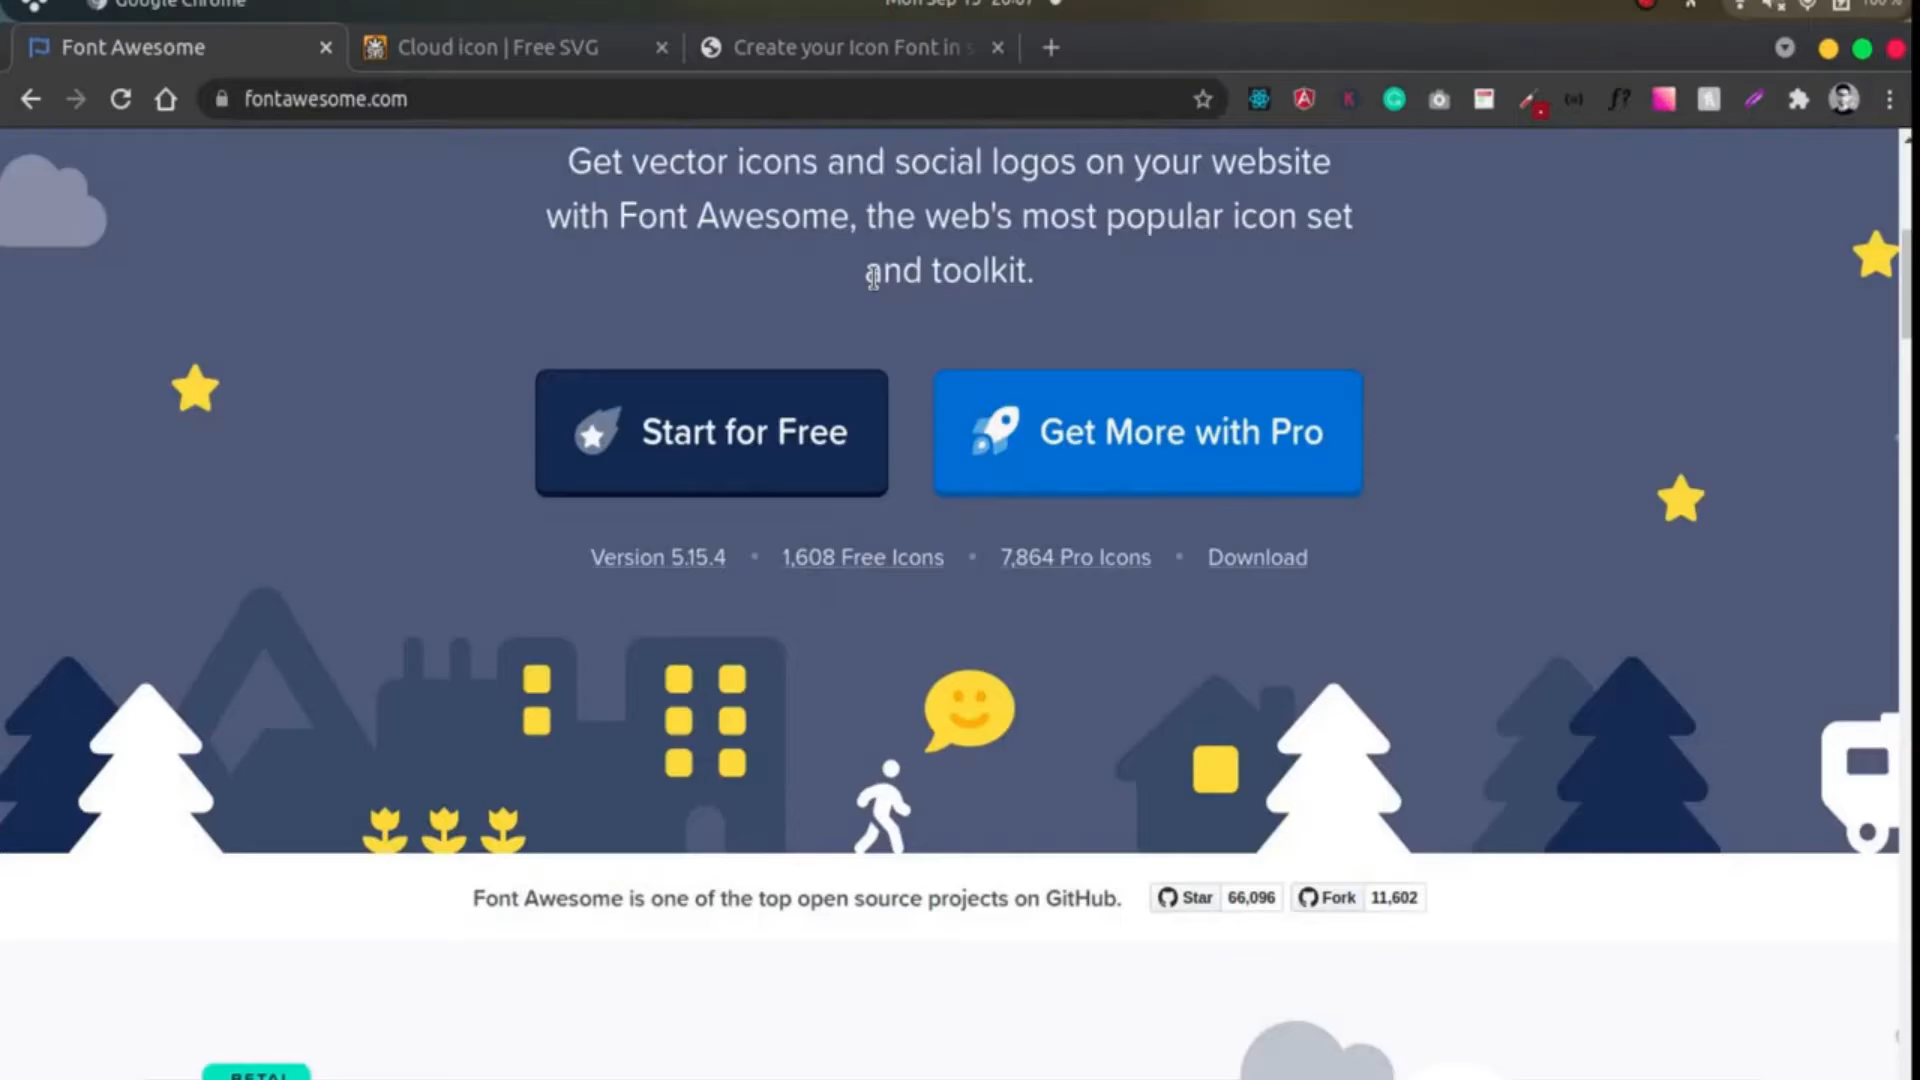 Google Chrome
Font Awesome
Cloud icon | Free SVG
Create your Icon Font in
fontawesome.com
Get vector icons and social logos on your website
with Font Awesome, the web's most popular icon set
and toolkit.
Start for Free
Get More with Pro
Version 5.15.4 • 1,608 Free Icons • 7,864 Pro Icons • Download
Font Awesome is one of the top open source projects on GitHub.
Star 66,096
Fork 11,602